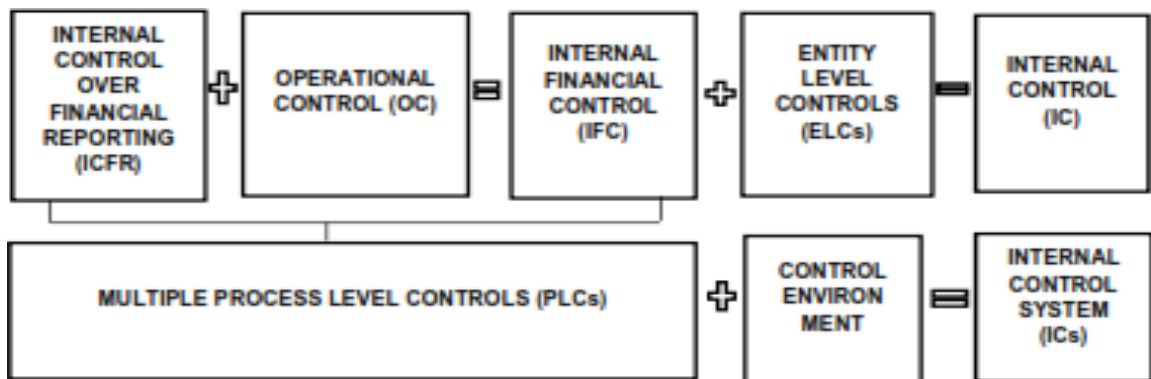 INTERNAL
CONTROL
OVER
FINANCIAL
REPORTING
(ICFR)
OPERATIONAL
CONTROL (OC)
INTERNAL
FINANCIAL
CONTROL
(IFC)
ENTITY
LEVEL
CONTROLS
(ELCs)
INTERNAL
CONTROL
(IC)
MULTIPLE PROCESS LEVEL CONTROLS (PLCs)
CONTROL
ENVIRON
MENT
INTERNAL
CONTROL
SYSTEM
(ICs)